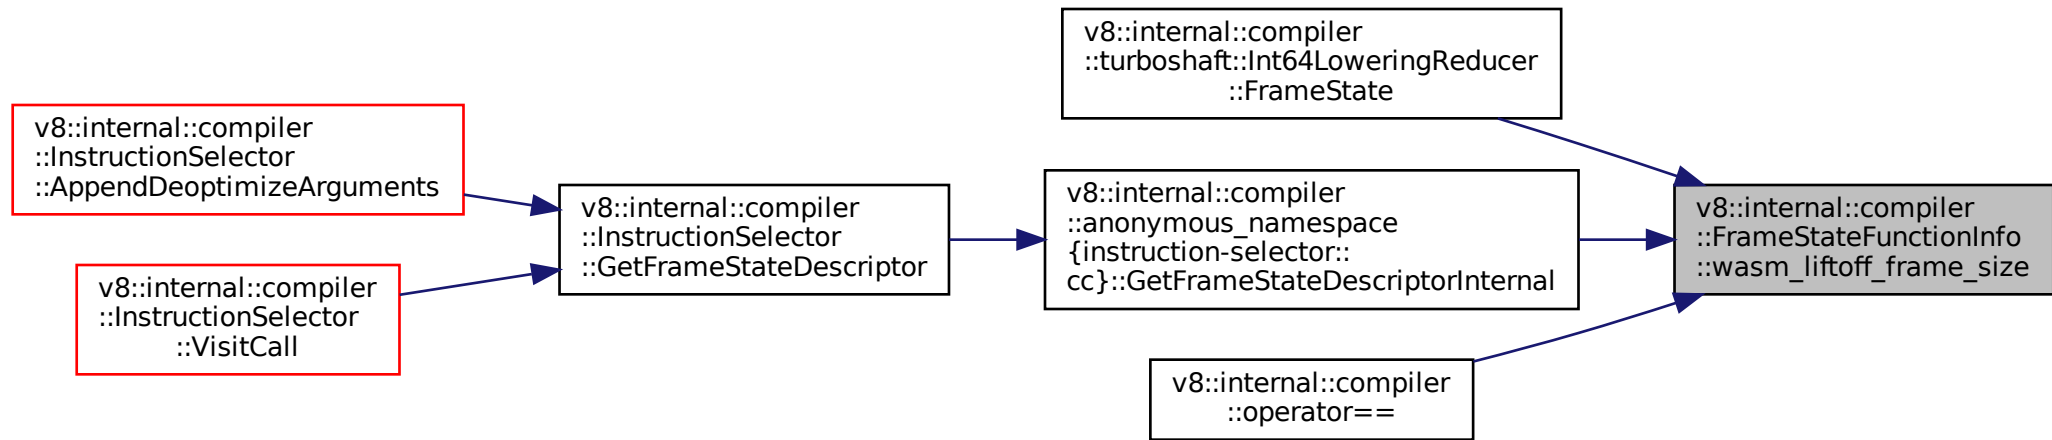 v8::internal::compiler
::turboshaft::Int64LoweringReducer
::FrameState
v8::internal::compiler
::InstructionSelector
::AppendDeoptimizeArguments
v8::internal::compiler
::InstructionSelector
::GetFrameStateDescriptor
v8::internal::compiler
::anonymous_namespace
{instruction-selector::
cc}::GetFrameStateDescriptorInternal
v8::internal::compiler
::FrameStateFunctionInfo
::wasm_liftoff_frame_size
v8::internal::compiler
::InstructionSelector
::VisitCall
v8::internal::compiler
::operator==